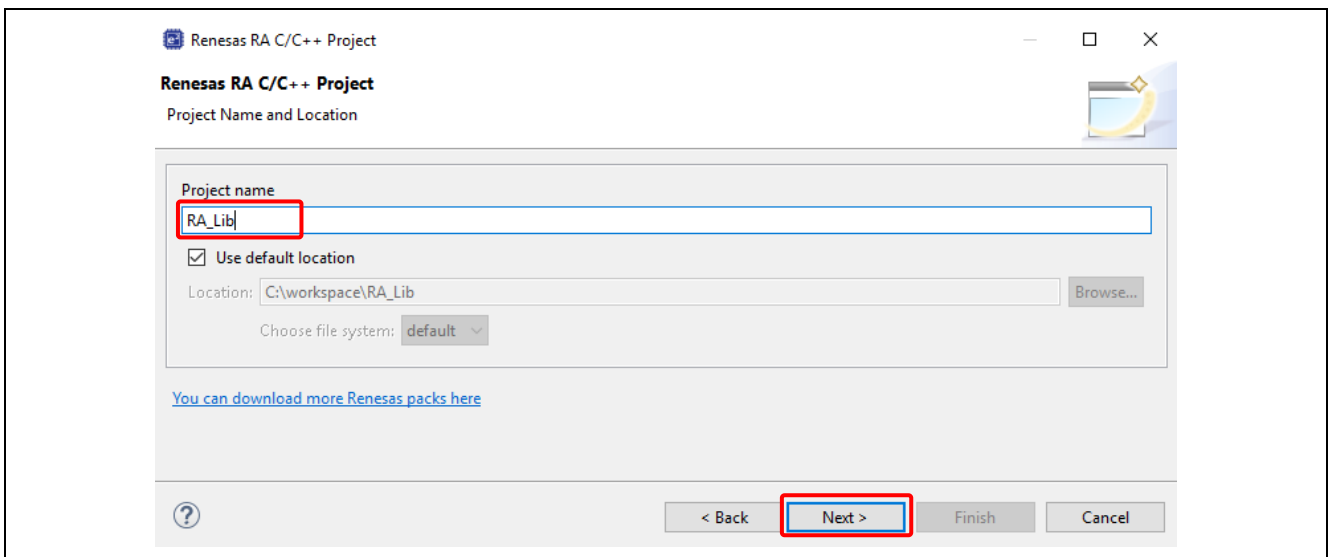 Renesas RA C/C++ Project
Renesas RA C/C++ Project
Project Name and Location
Project name
RA_Lib
Use default location
Location: C:\workspace\RA_Lib Browse...
Choose file system: default
You can download more Renesas packs here
? < Back Next > Finish Cancel